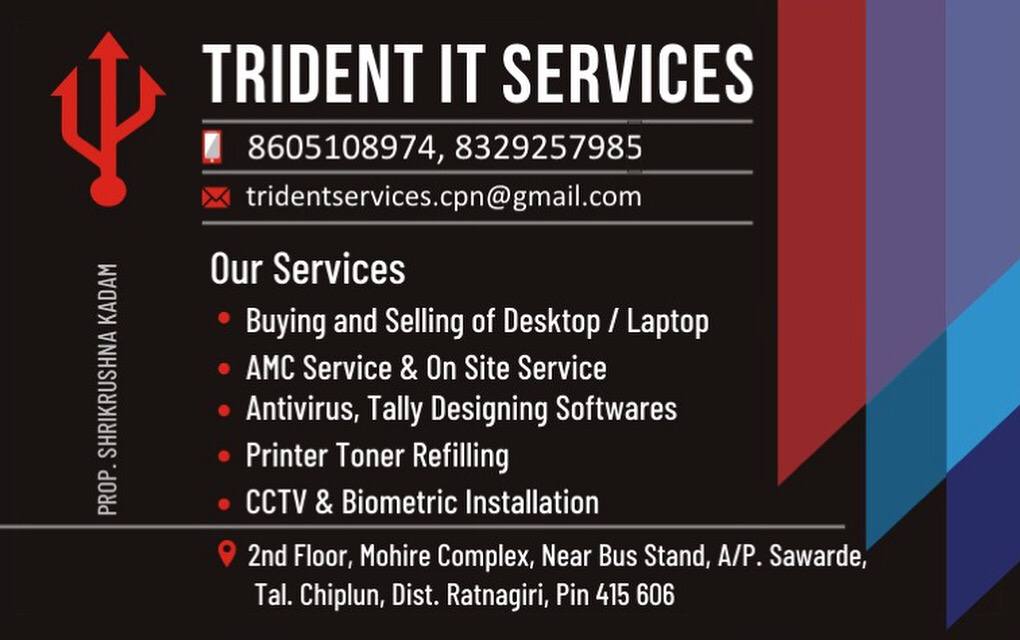 TRIDENT IT SERVICES
8605108974, 8329257985
tridentservices.cpn@gmail.com
PROP. SHRIKRUSHNA KADAM
Our Services
• Buying and Selling of Desktop / Laptop
• AMC Service & On Site Service
• Antivirus, Tally Designing Softwares
• Printer Toner Refilling
• CCTV & Biometric Installation
2nd Floor, Mohire Complex, Near Bus Stand, A/P. Sawarde,
Tal. Chiplun, Dist. Ratnagiri, Pin 415 606